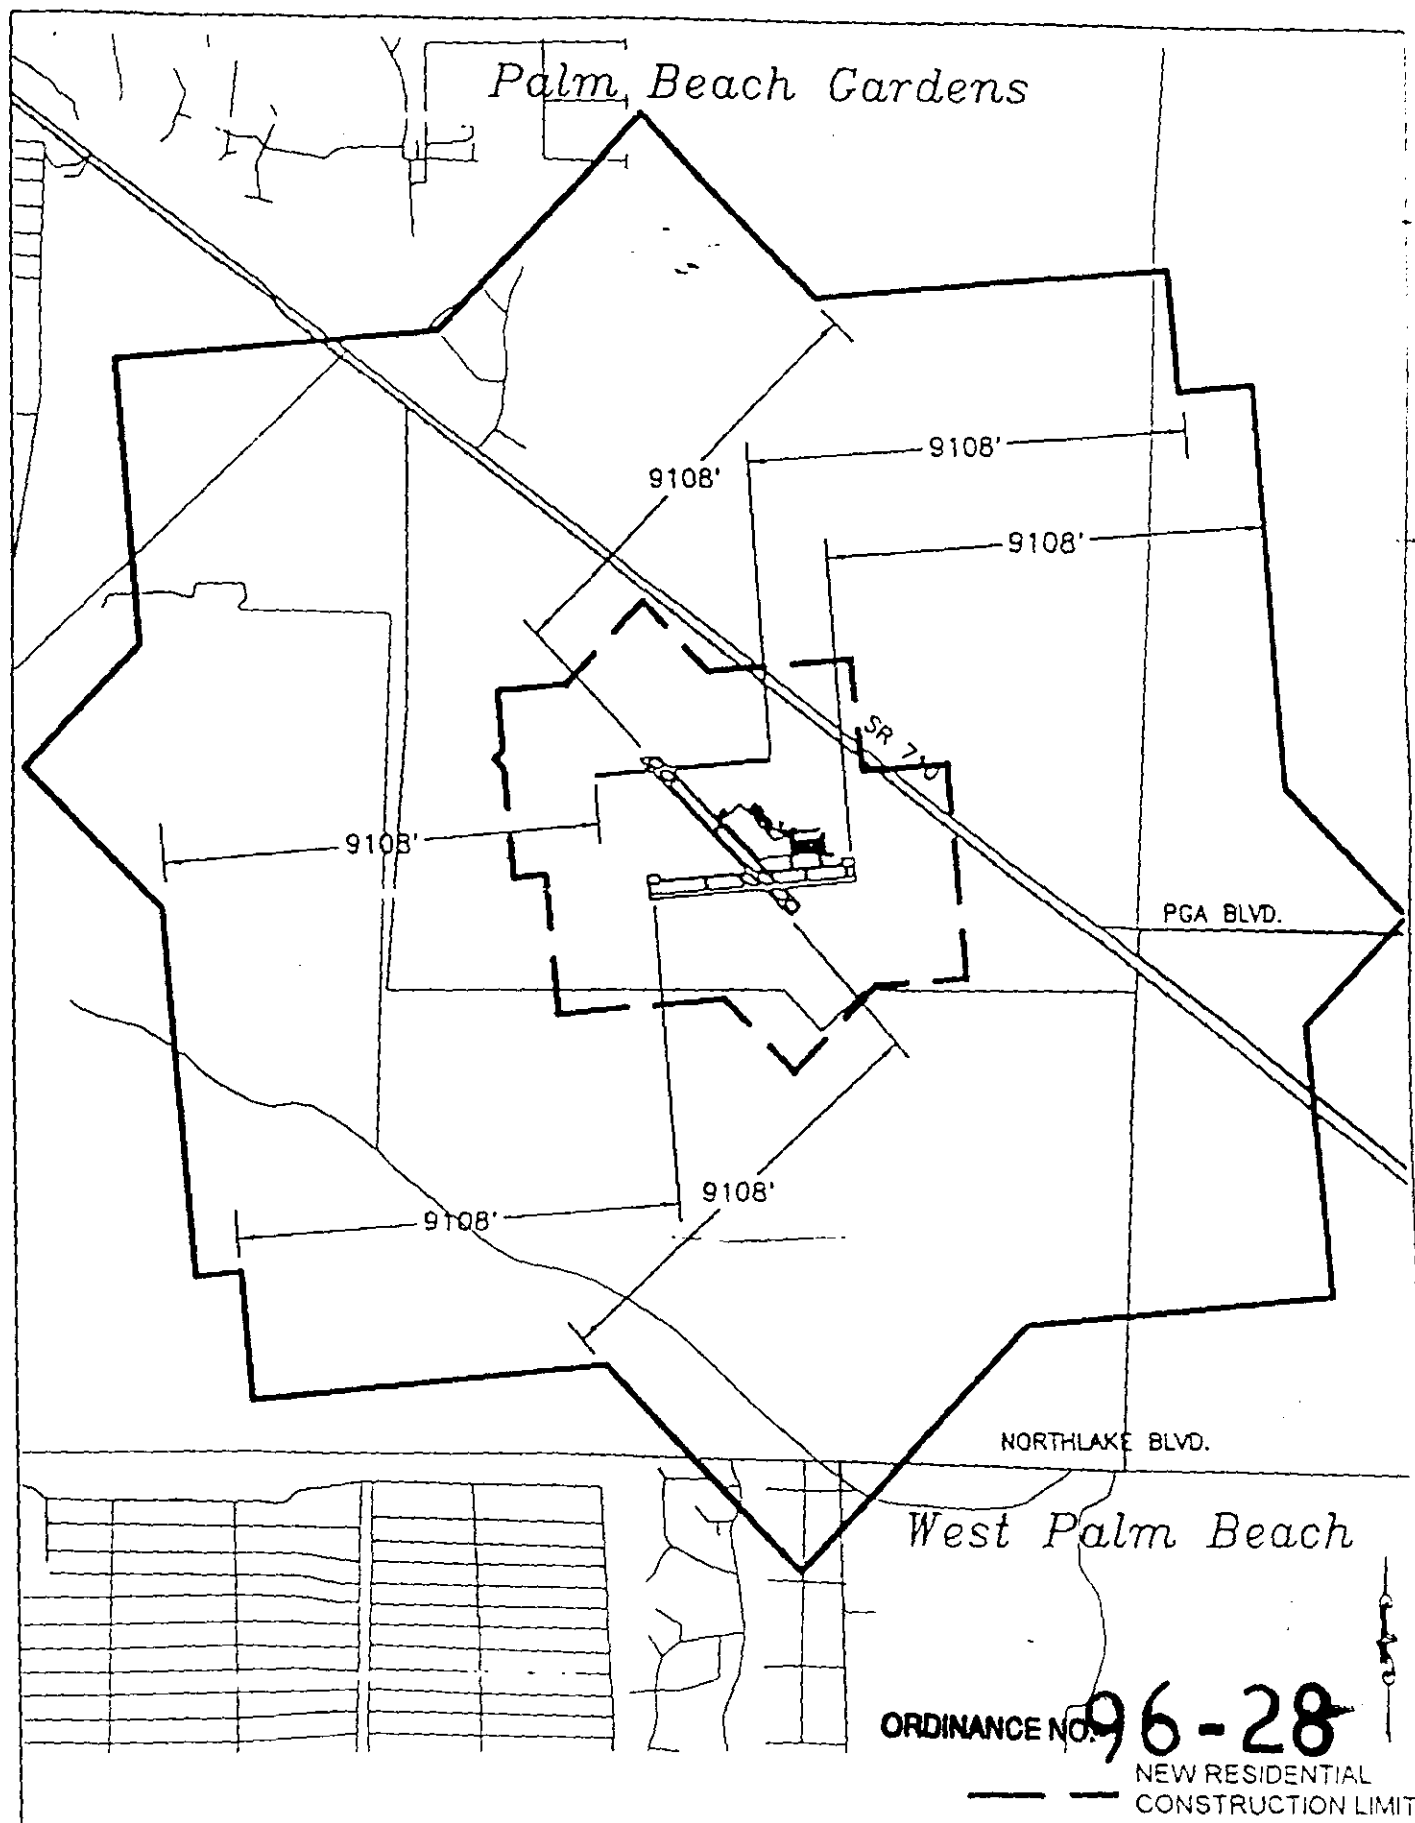 Palm Beach Gardens
9108'
9108'
9108'
SR 710
9108'
PGA BLVD.
9108'
9108'
NORTHLAKE BLVD.
West Palm Beach
ORDINANCE NO. 96-28
NEW RESIDENTIAL
CONSTRUCTION LIMIT